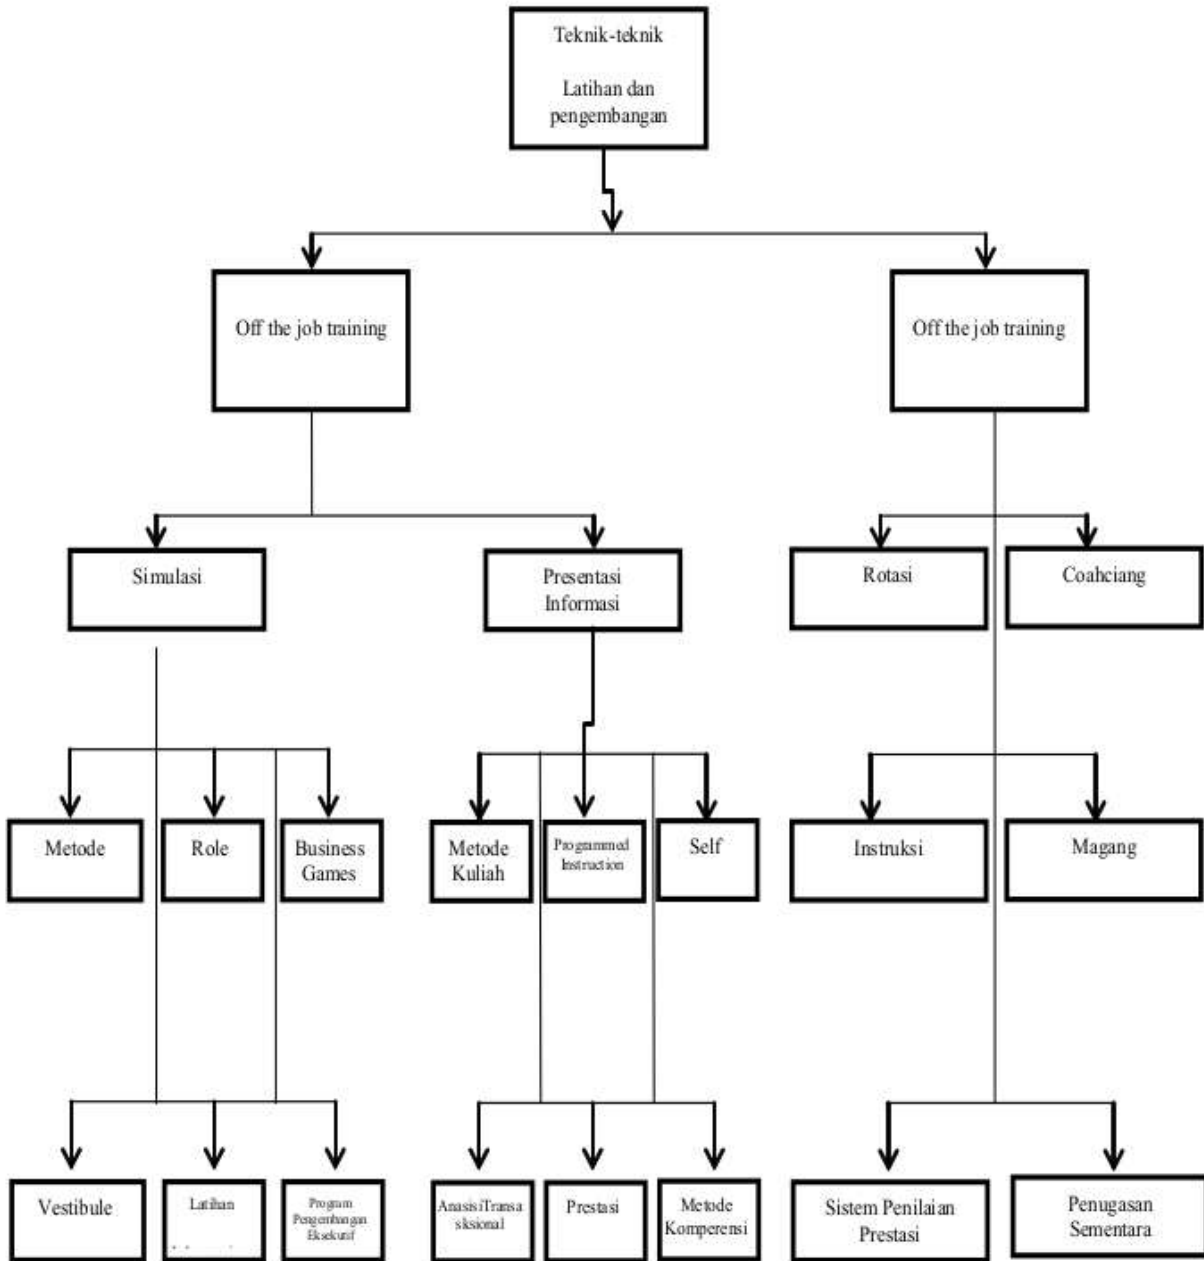 Teknik-teknik
Latihan dan
pengembangan
Off the job training
Off the job training
Simulasi
Presentasi
Informasi
Rotasi
Coahciang
Metode
Role
Business
Games
Metode
Kuliah
Programmed
Instruction
Self
Instruksi
Magang
Vestibule
Latihan
Program
Pengembangan
Eksekutif
AnasisiTransa
sksional
Prestasi
Metode
Komperensi
Sistem Penilaian
Prestasi
Penugasan
Sementara